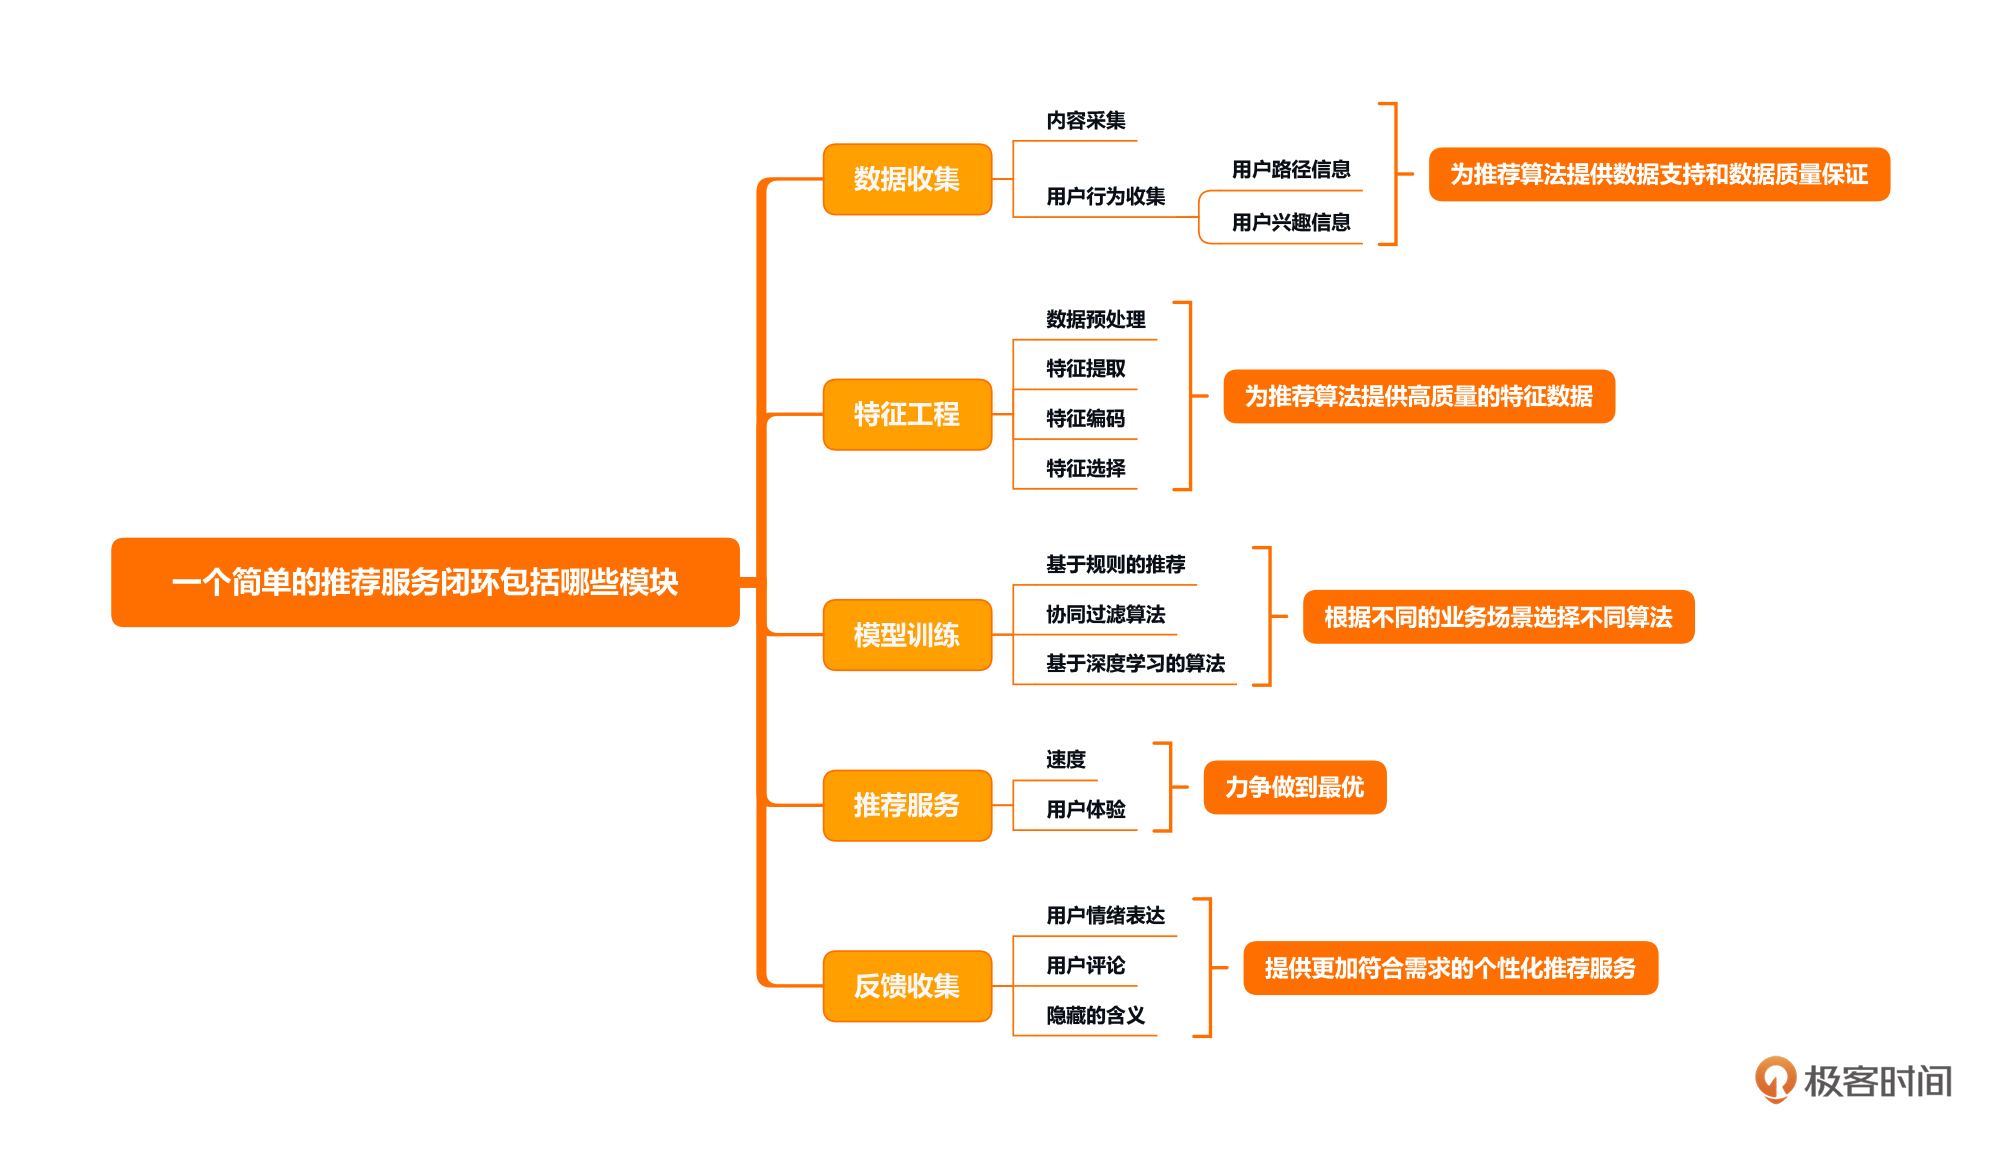 一个简单的推荐服务闭环包括哪些模块
数据收集
内容采集
用户行为收集
用户路径信息
用户兴趣信息
为推荐算法提供数据支持和数据质量保证
特征工程
数据预处理
特征提取
特征编码
特征选择
为推荐算法提供高质量的特征数据
模型训练
基于规则的推荐
协同过滤算法
基于深度学习的算法
根据不同的业务场景选择不同算法
推荐服务
速度
用户体验
力争做到最优
反馈收集
用户情绪表达
用户评论
隐藏的含义
提供更加符合需求的个性化推荐服务
极客时间